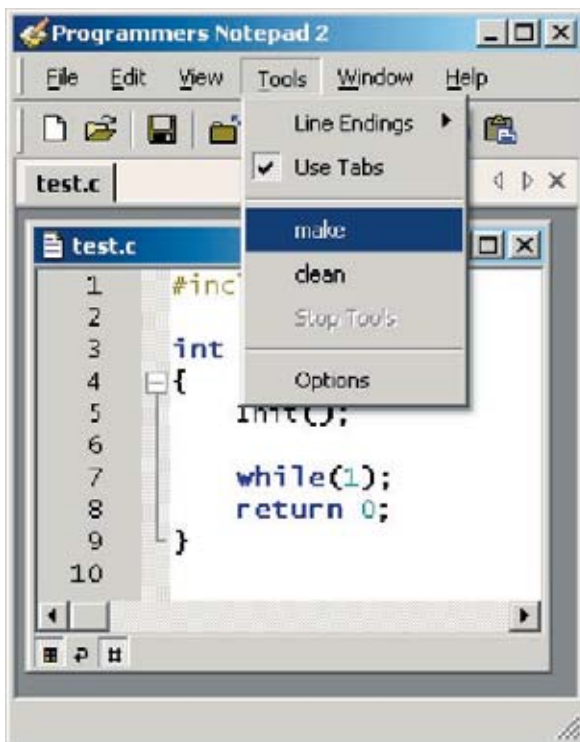 Programmers Notepad 2
File Edit View Tools Window Help
Line Endings
Use Tabs
make
clean
Stop Tools
Options
test.c
test.c
1 #inc
2
3 int
4 {
5 Init();
6
7 while(1);
8 return 0;
9 }
10